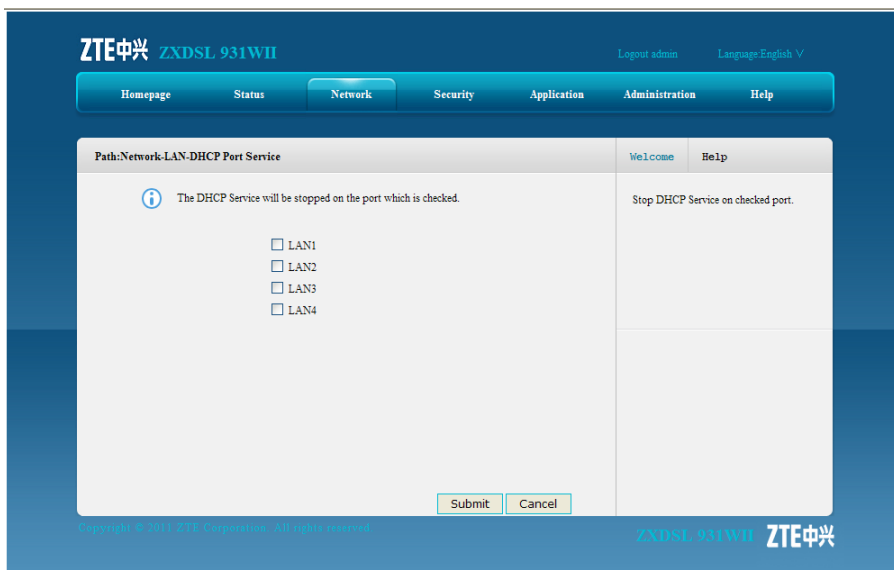 ZTE中兴 ZXDSL 931WII
Logout admin Language:English V
Homepage Status Network Security Application Administration Help
Path:Network-LAN-DHCP Port Service
Welcome Help
The DHCP Service will be stopped on the port which is checked.
Stop DHCP Service on checked port.
LAN1
LAN2
LAN3
LAN4
Submit Cancel
Copyright © 2011 ZTE Corporation. All rights reserved.
ZXDSL 931WII ZTE中兴